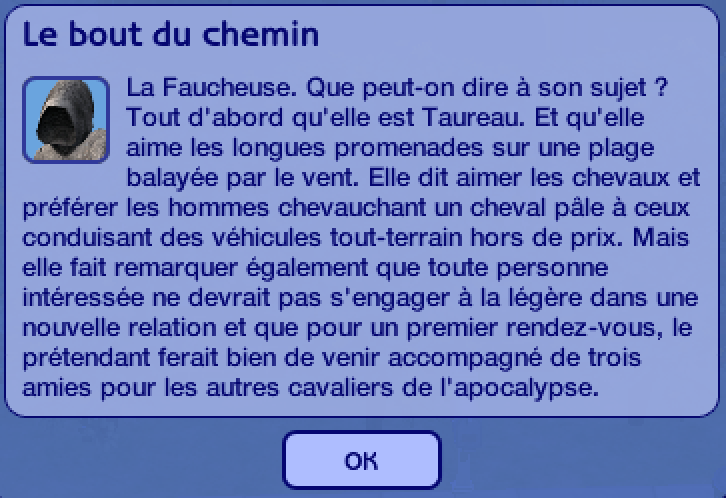 Le bout du chemin
La Faucheuse. Que peut-on dire à son sujet ?
Tout d'abord qu'elle est Taureau. Et qu'elle
aime les longues promenades sur une plage
balayée par le vent. Elle dit aimer les chevaux et
préférer les hommes chevauchant un cheval pâle à ceux
conduisant des véhicules tout-terrain hors de prix. Mais
elle fait remarquer également que toute personne
intéressée ne devrait pas s'engager à la légère dans une
nouvelle relation et que pour un premier rendez-vous, le
prétendant ferait bien de venir accompagné de trois
amies pour les autres cavaliers de l'apocalypse.
OK